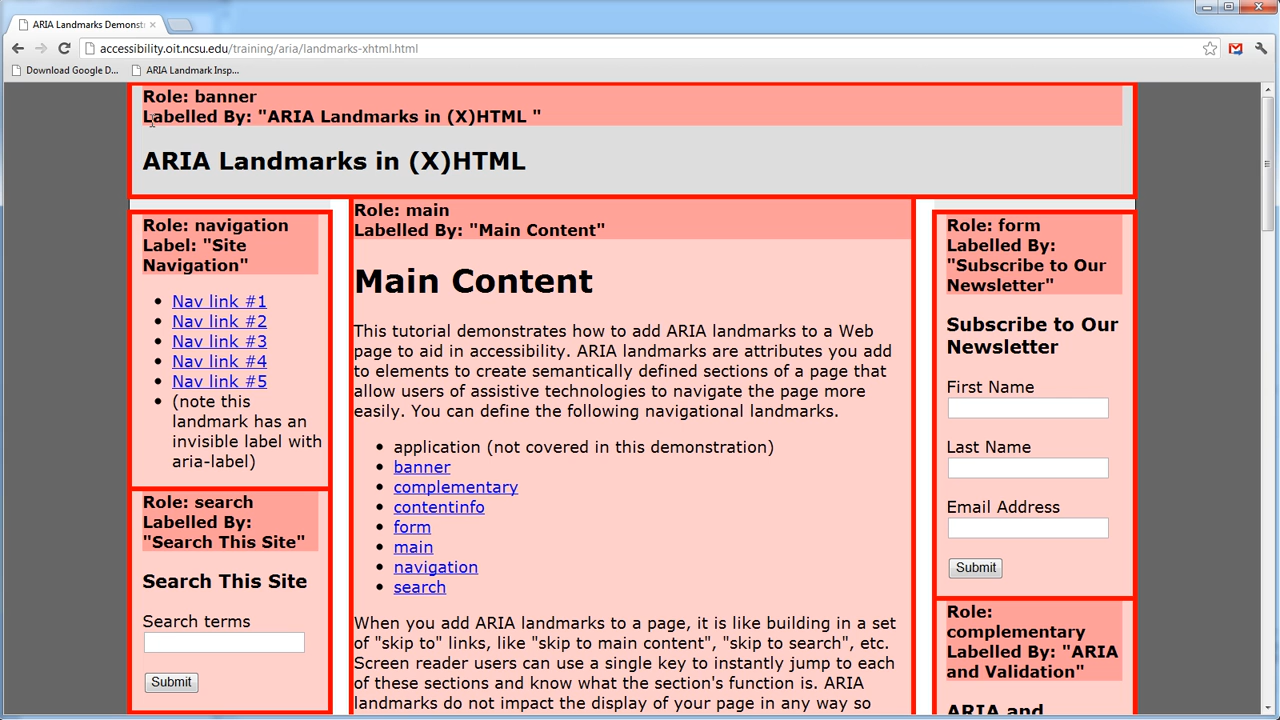 ARIA Landmarks Demonst
accessibility.oit.ncsu.edu/training/aria/landmarks-xhtml.html
Download Google D...
ARIA Landmark Insp...
Role: banner
Labelled By: "ARIA Landmarks in (X)HTML "
ARIA Landmarks in (X)HTML
Role: navigation
Label: "Site
Navigation"
Nav link #1
Nav link #2
Nav link #3
Nav link #4
Nav link #5
(note this
landmark has an
invisible label with
aria-label)
Role: search
Labelled By:
"Search This Site"
Search This Site
Search terms
Submit
Role: main
Labelled By: "Main Content"
Main Content
This tutorial demonstrates how to add ARIA landmarks to a Web
page to aid in accessibility. ARIA landmarks are attributes you add
to elements to create semantically defined sections of a page that
allow users of assistive technologies to navigate the page more
easily. You can define the following navigational landmarks.
application (not covered in this demonstration)
banner
complementary
contentinfo
form
main
navigation
search
When you add ARIA landmarks to a page, it is like building in a set
of "skip to" links, like "skip to main content", "skip to search", etc.
Screen reader users can use a single key to instantly jump to each
of these sections and know what the section's function is. ARIA
landmarks do not impact the display of your page in any way so
Role: form
Labelled By:
"Subscribe to Our
Newsletter"
Subscribe to Our
Newsletter
First Name
Last Name
Email Address
Submit
Role:
complementary
Labelled By: "ARIA
and Validation"
ARIA and